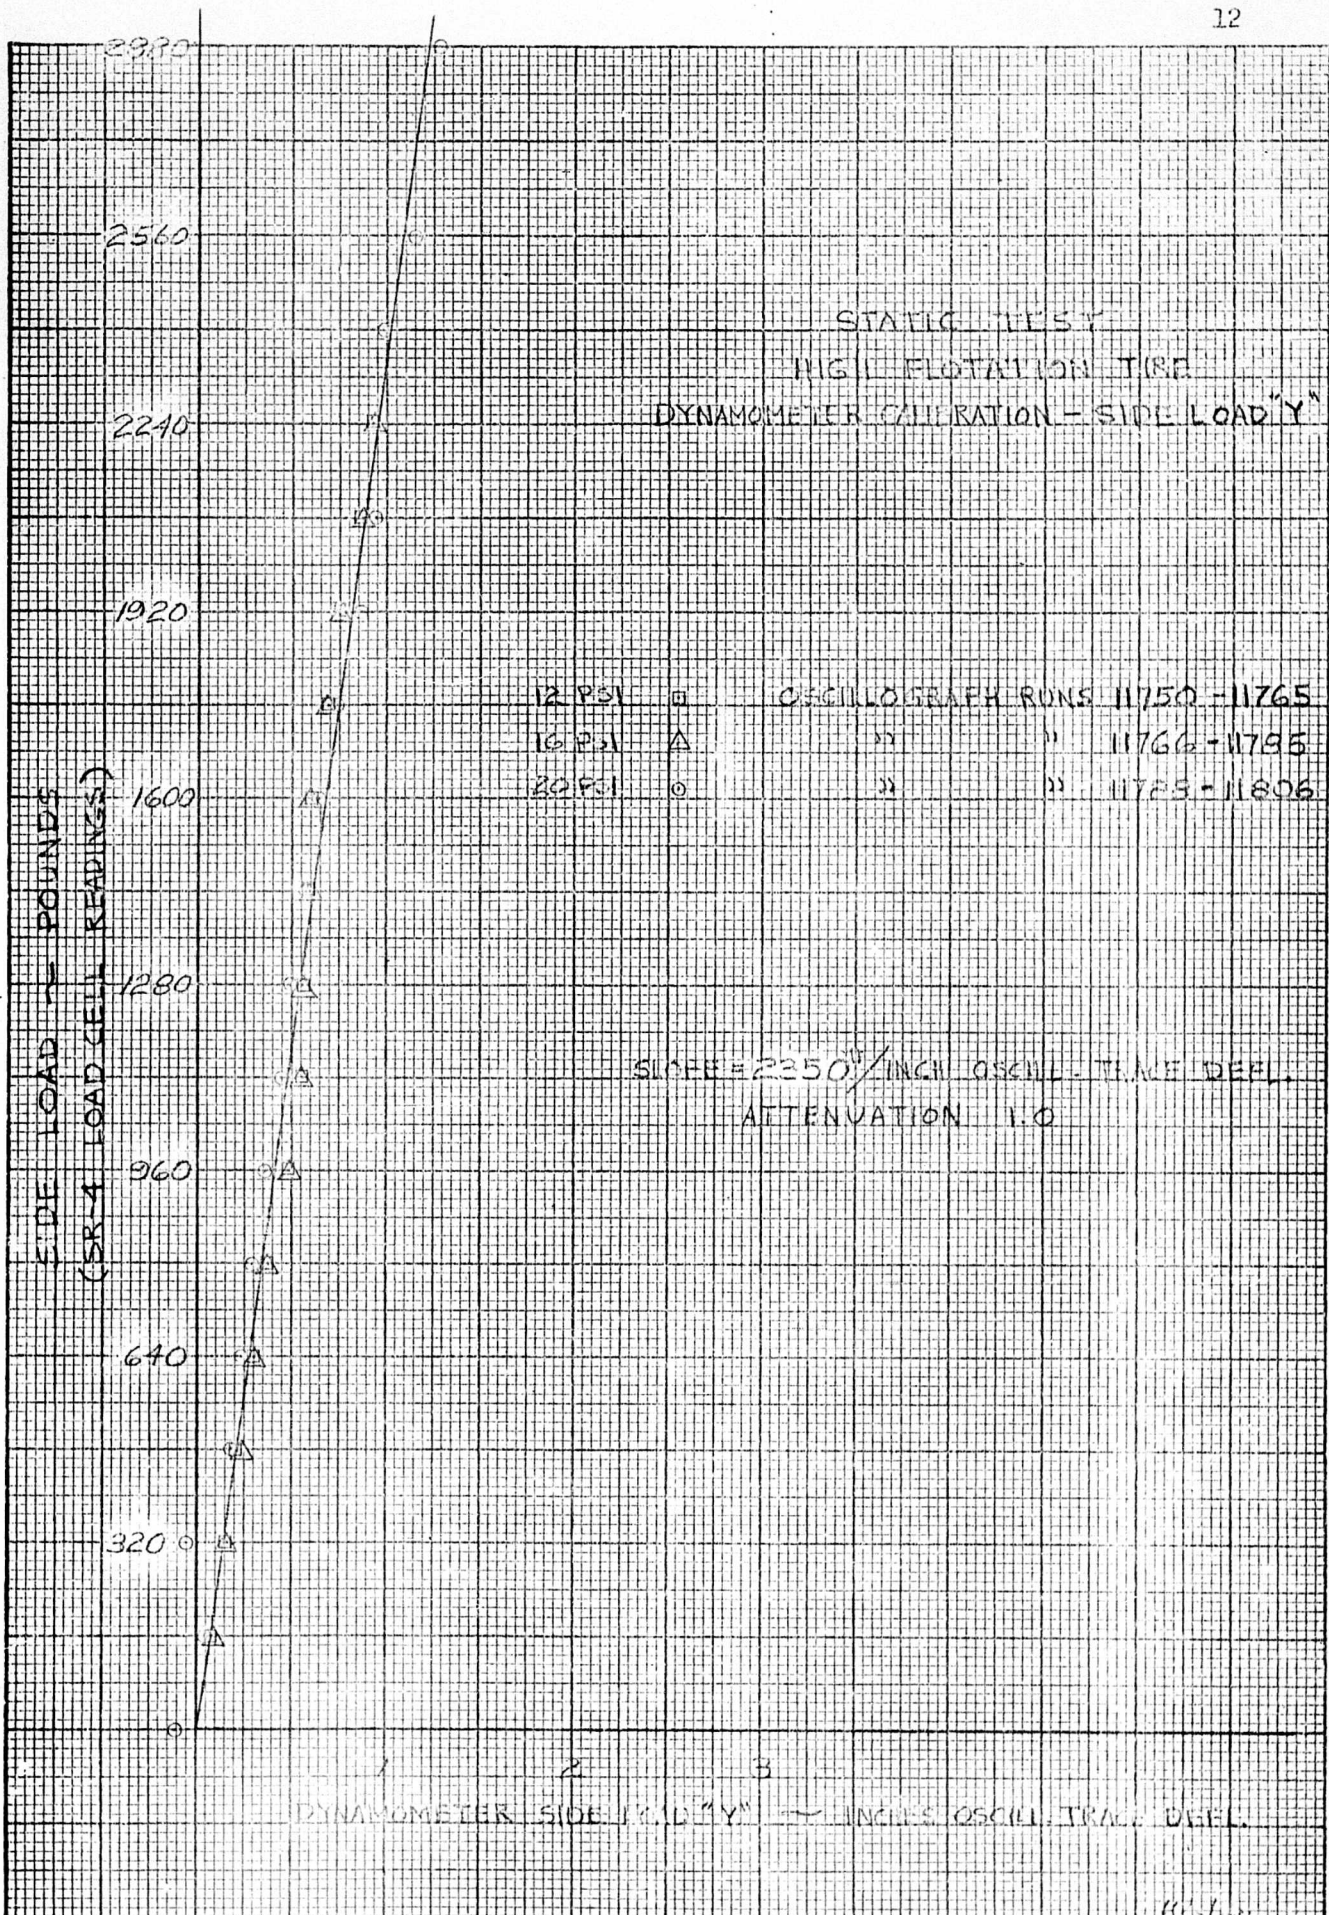 12
2880
2560
2240
1920
1600
1280
960
640
320
SIDE LOAD ~ POUNDS
(SR-4 LOAD CELL READINGS)
STATIC TEST
HIGH FLOTATION TIRE
DYNAMOMETER CALIBRATION - SIDE LOAD "Y"
12 PSI OSCILLOGRAPH RUNS 11750 - 11765
16 PSI " " 11766 - 11785
20 PSI " " - 11806
SLOPE = 2350 #/INCH OSCILL. TRACE DEFL.
ATTENUATION 1.0
1 2 3
DYNAMOMETER SIDE LOAD "Y" ~ INCHES OSCILL. TRACE DEFL.